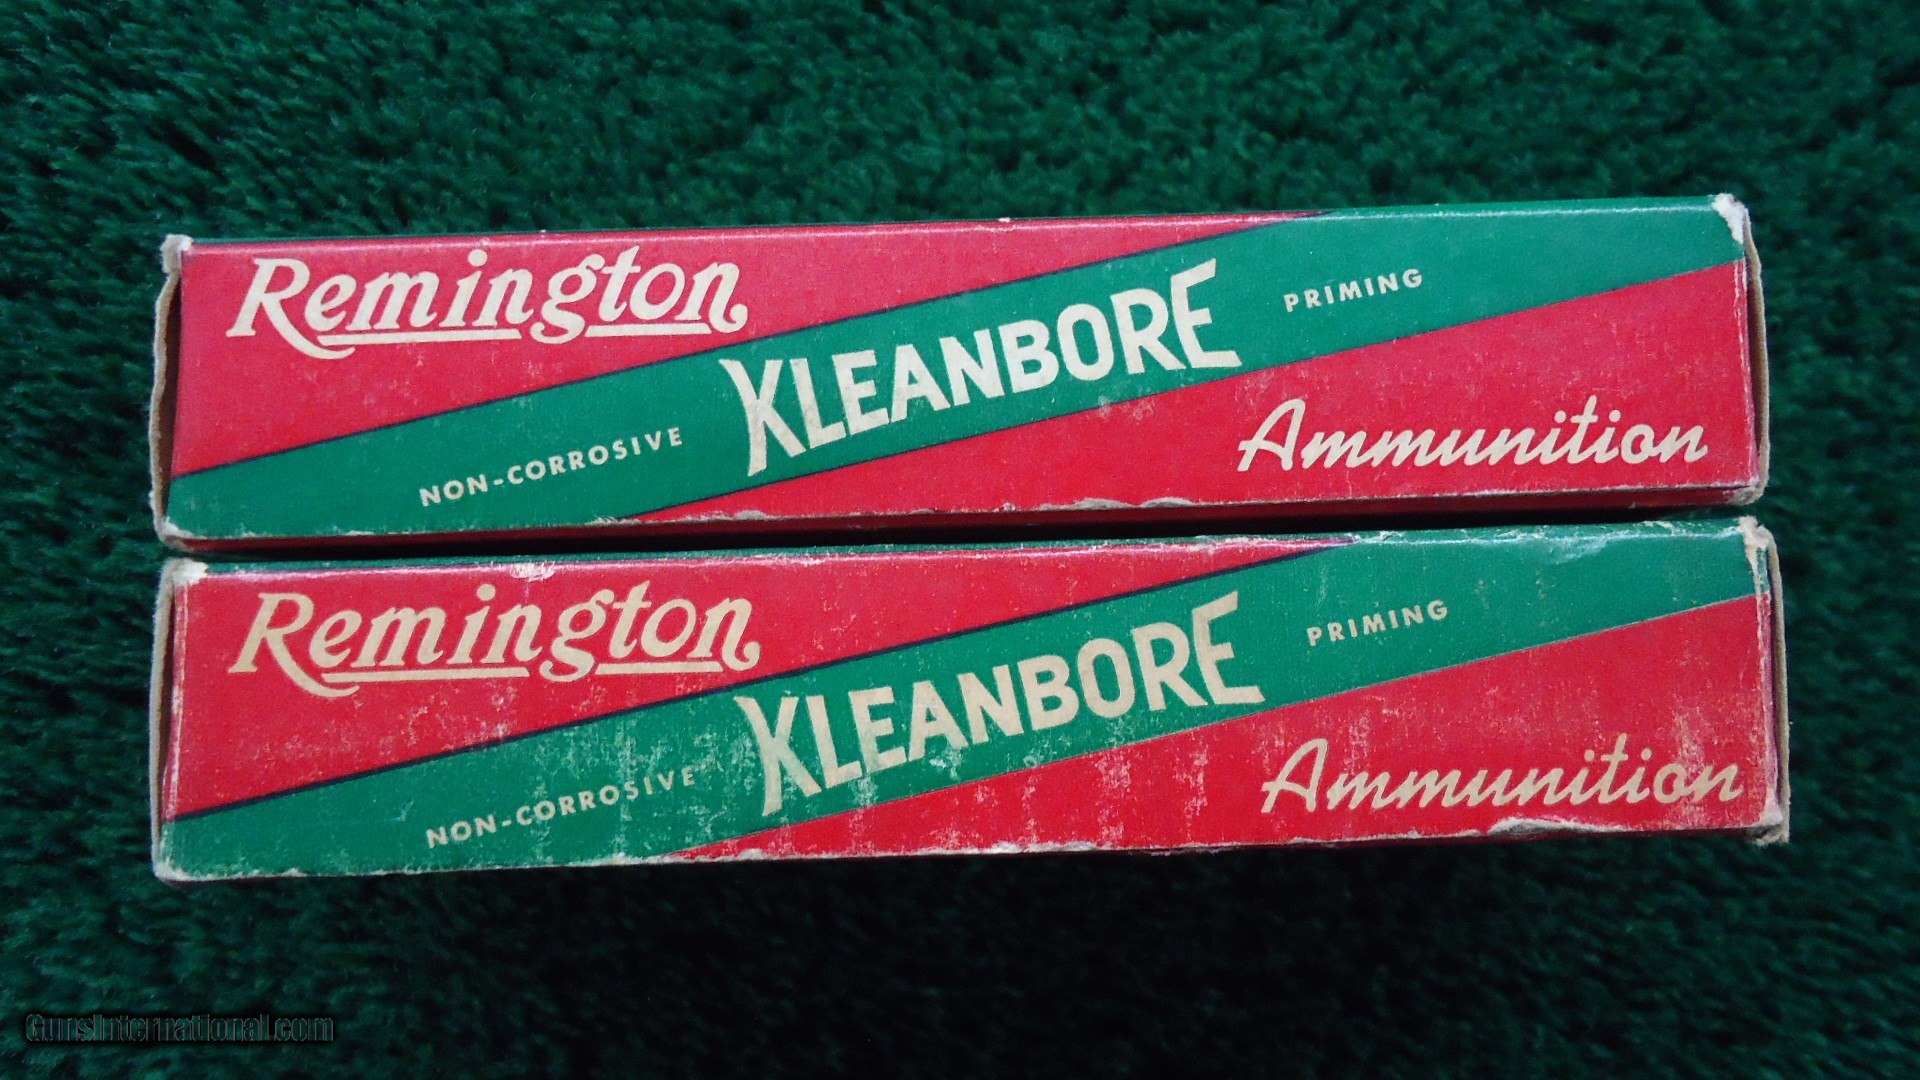 Remington
KLEANBORE
PRIMING
NON-CORROSIVE
Ammunition
Remington
KLEANBORE
PRIMING
NON-CORROSIVE
Ammunition
GunsInternational.com